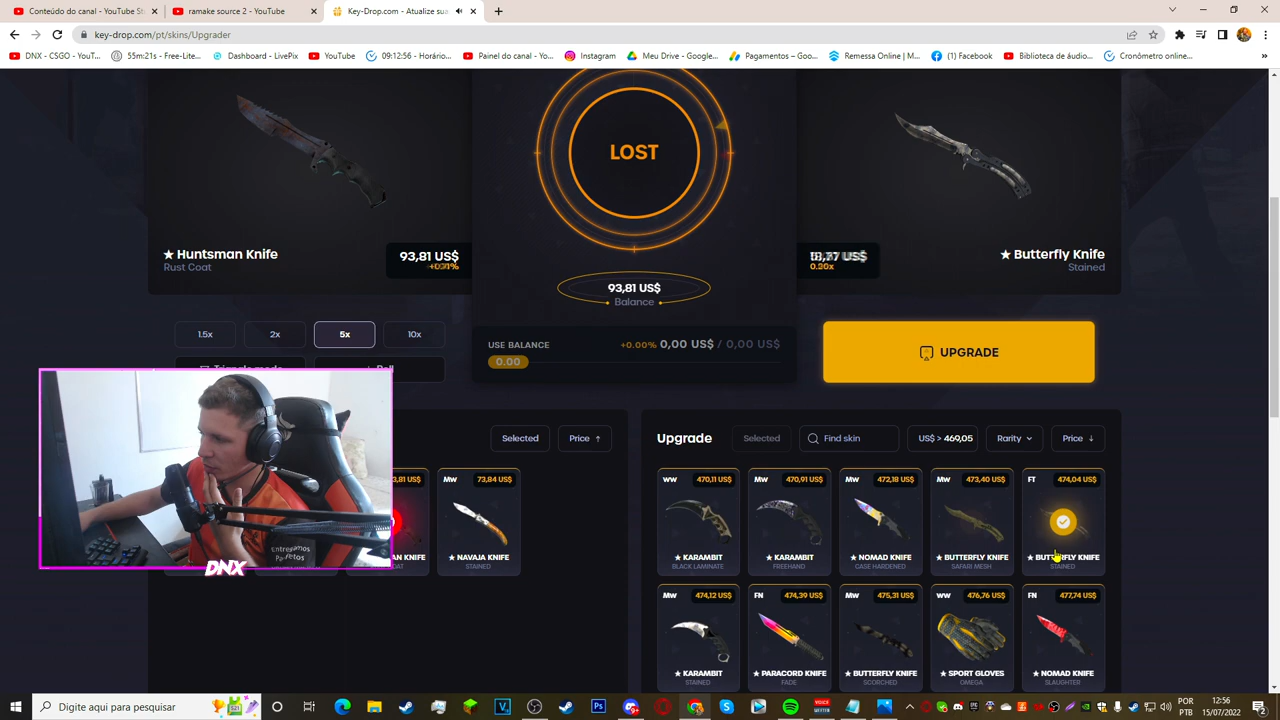 Conteúdo do canal - YouTube St
ramake source 2 - YouTube
Key-Drop.com - Atualize sua
key-drop.com/pt/skins/Upgrader
DNX - CSGO - YouT...
55m:21s - Free-Lite...
Dashboard - LivePix
YouTube
09:12:56 - Horário...
Painel do canal - Yo...
Instagram
Meu Drive - Google...
Pagamentos – Goo...
Remessa Online | M...
(1) Facebook
Biblioteca de áudio...
Cronômetro online...
LOST
★ Huntsman Knife
Rust Coat
93,81 US$
0.20x
★ Butterfly Knife
Stained
93,81 US$
Balance
1.5x
2x
5x
10x
USE BALANCE
+0.00% 0,00 US$ / 0,00 US$
0.00
UPGRADE
Selected
Price ↑
Upgrade
Selected
Find skin
US$ > 469,05
Rarity
Price ↓
MW
73,84 US$
★ NAVAJA KNIFE
STAINED
WW
470,11 US$
★ KARAMBIT
BLACK LAMINATE
MW
470,91 US$
★ KARAMBIT
FREEHAND
MW
472,18 US$
★ NOMAD KNIFE
CASE HARDENED
MW
473,40 US$
★ BUTTERFLY KNIFE
SAFARI MESH
FT
474,04 US$
★ BUTTERFLY KNIFE
STAINED
MW
474,12 US$
★ KARAMBIT
STAINED
FN
474,39 US$
★ PARACORD KNIFE
FADE
MW
475,31 US$
★ BUTTERFLY KNIFE
SCORCHED
WW
476,76 US$
★ SPORT GLOVES
OMEGA
FN
477,74 US$
★ NOMAD KNIFE
SLAUGHTER
DNX
Digite aqui para pesquisar
POR
PTB
12:56
15/07/2022